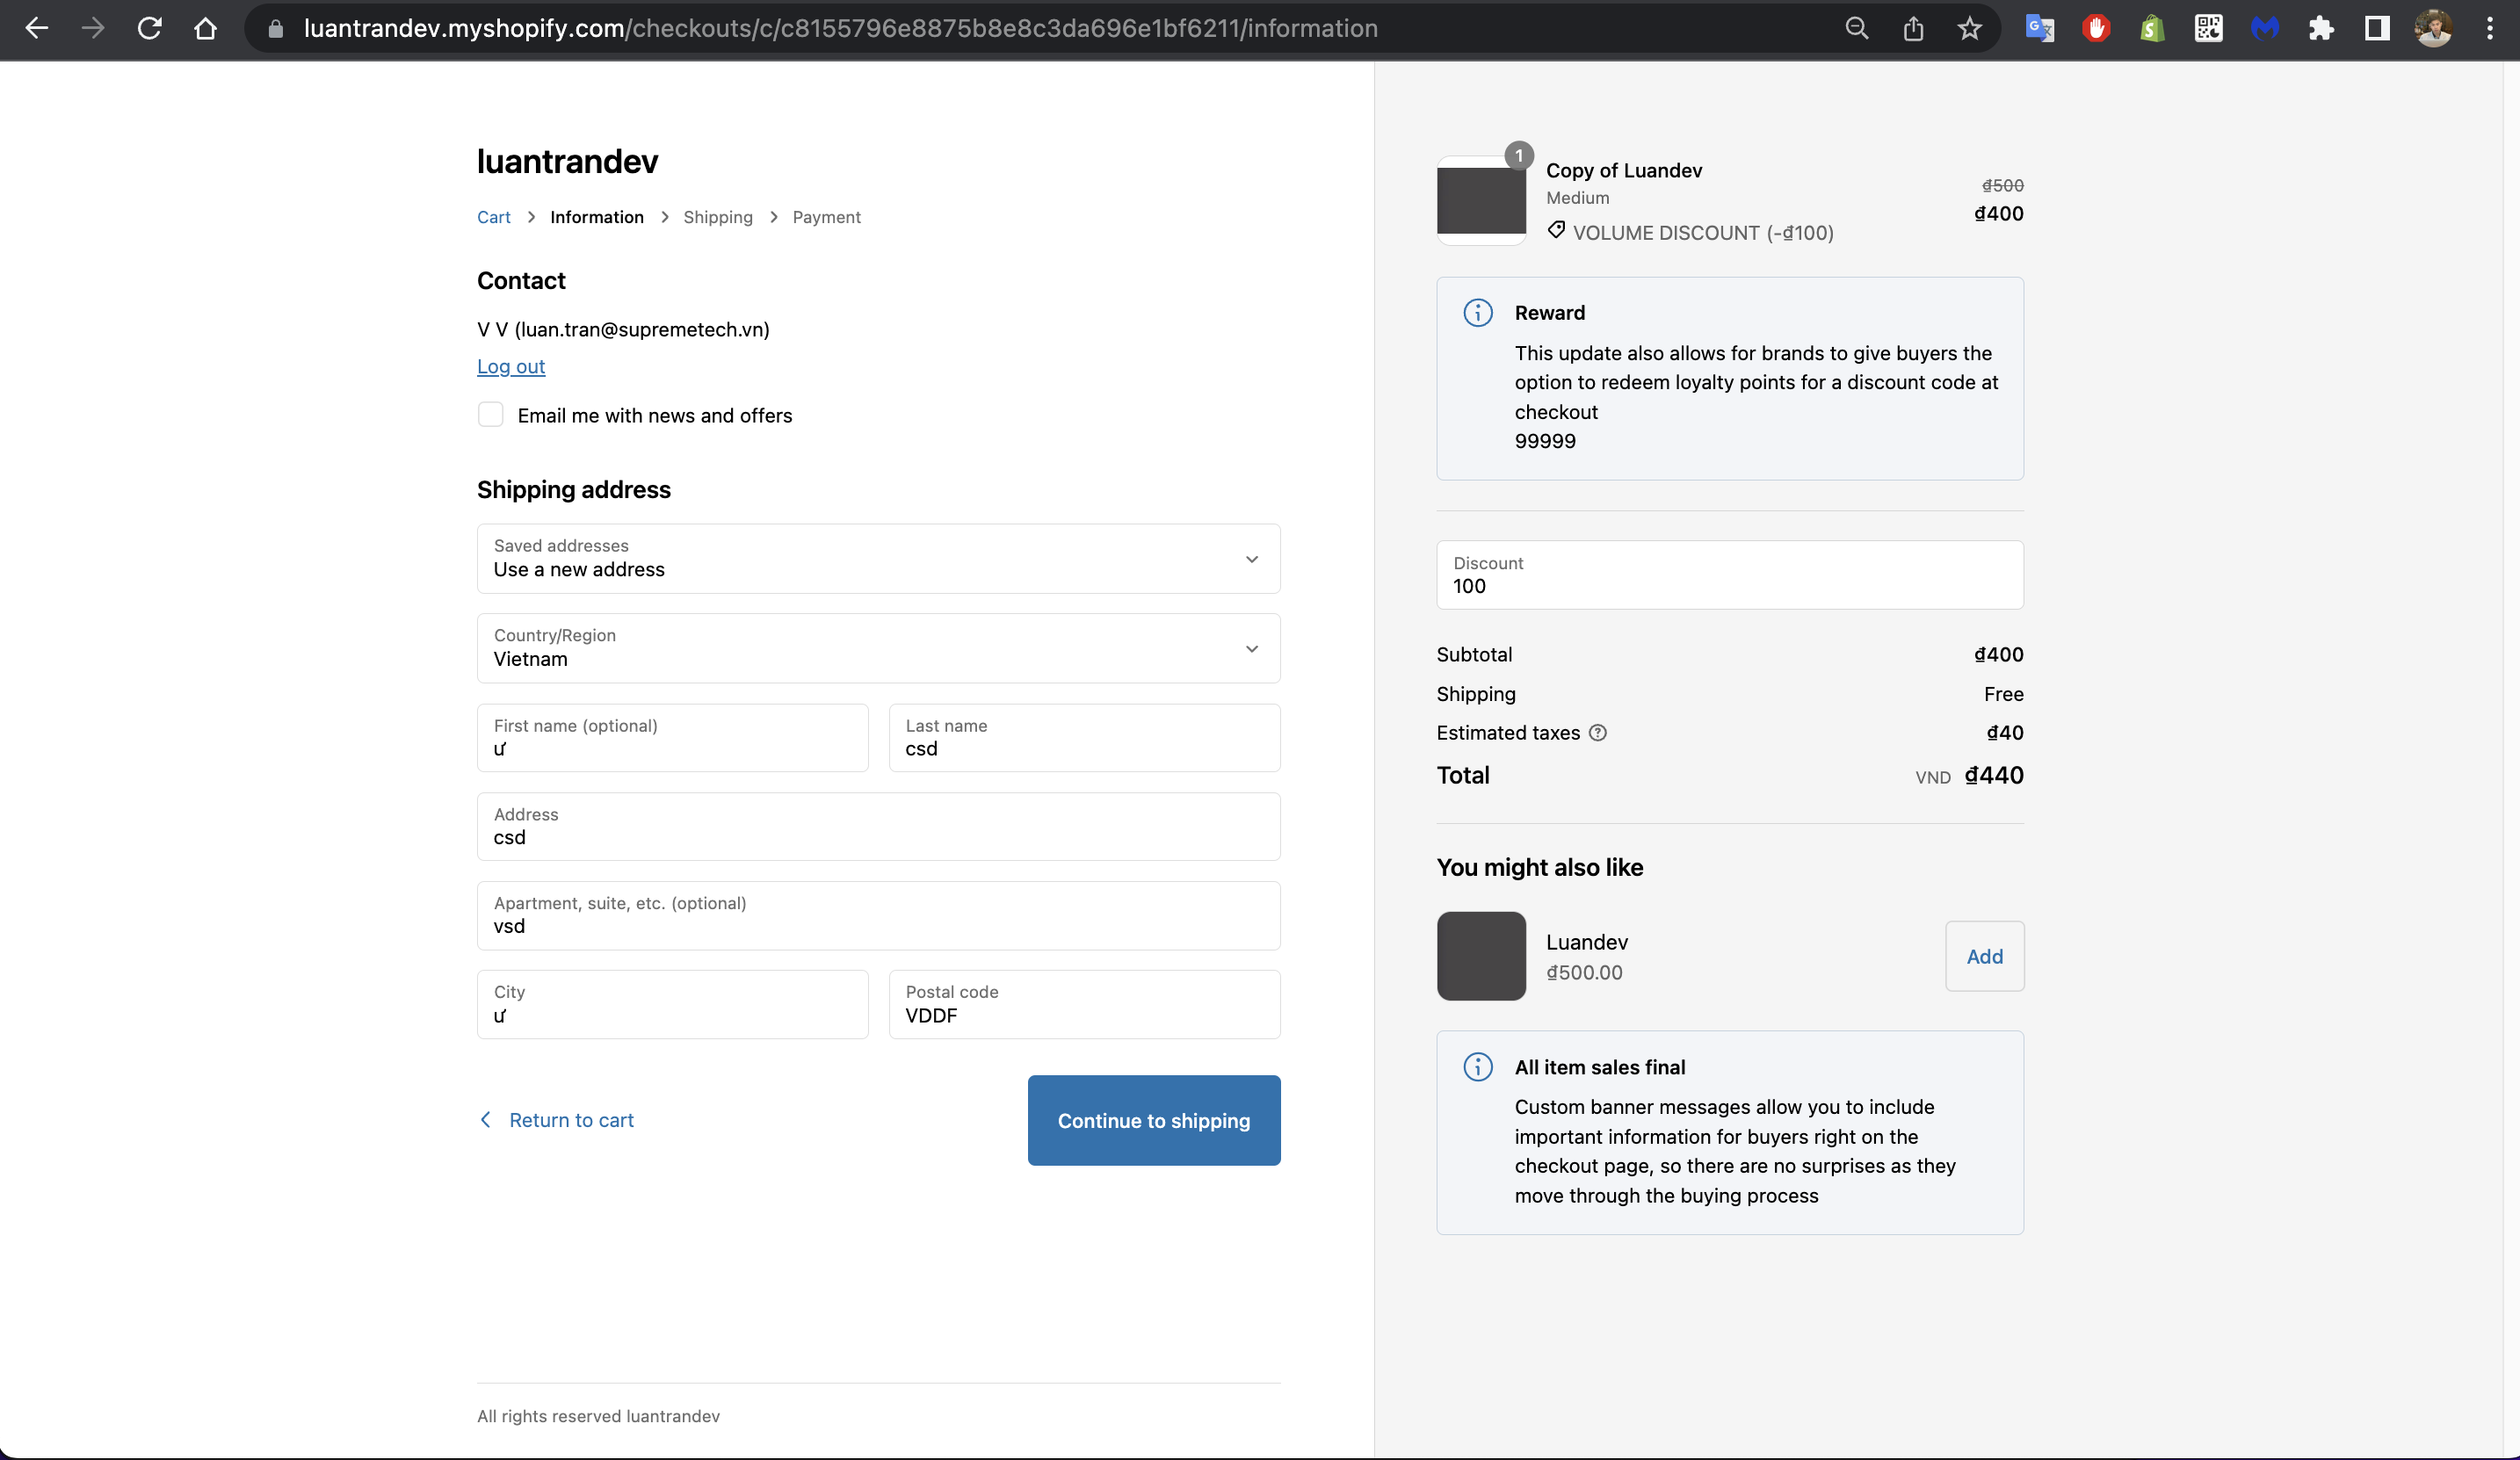 luantrandev.myshopify.com/checkouts/c/c8155796e8875b8e8c3da696e1bf6211/information
luantrandev
Cart > Information > Shipping > Payment
Contact
V V (luan.tran@supremetech.vn)
Log out
Email me with news and offers
Shipping address
Saved addresses
Use a new address
Country/Region
Vietnam
First name (optional)
ư
Last name
csd
Address
csd
Apartment, suite, etc. (optional)
vsd
City
ư
Postal code
VDDF
Return to cart
Continue to shipping
All rights reserved luantrandev
1
Copy of Luandev
Medium
VOLUME DISCOUNT (-₫100)
₫500
₫400
Reward
This update also allows for brands to give buyers the
option to redeem loyalty points for a discount code at
checkout
99999
Discount
100
Subtotal ₫400
Shipping Free
Estimated taxes ₫40
Total VND ₫440
You might also like
Luandev
₫500.00
Add
All item sales final
Custom banner messages allow you to include
important information for buyers right on the
checkout page, so there are no surprises as they
move through the buying process